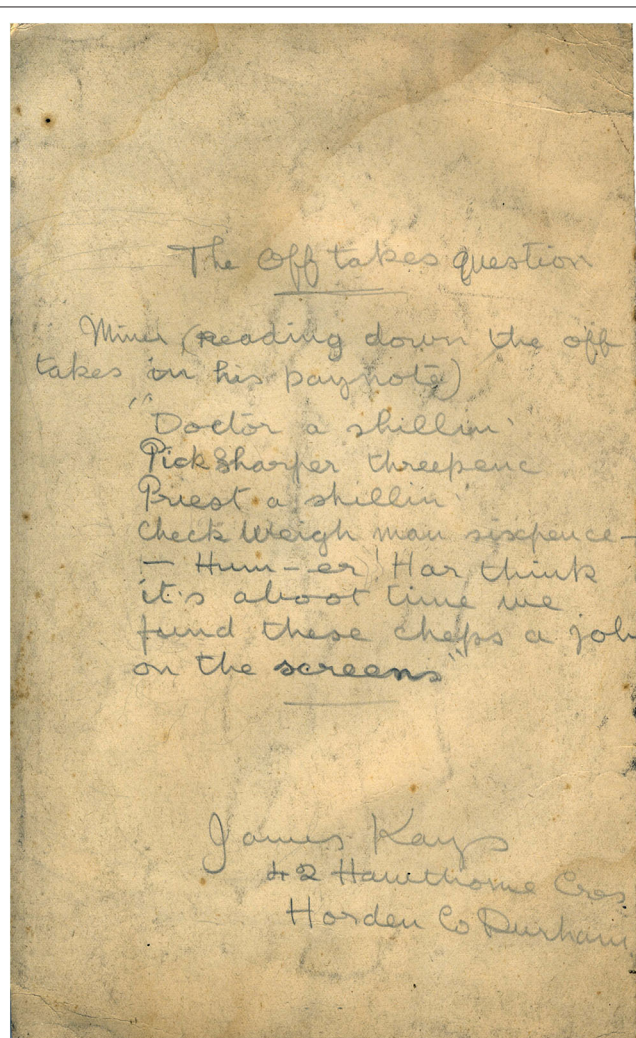 The Off takes question
Miner (reading down the off
takes on his paynote)
"Doctor a shillin'
Pick Sharper threepenc
Priest a shillin'
Check Weigh man sixpence —
— Hum - er Har, think
it's aboot time we
fund these cheps a job
on the screens"
James Kays
42 Hawthorne Cres
Horden Co Durham